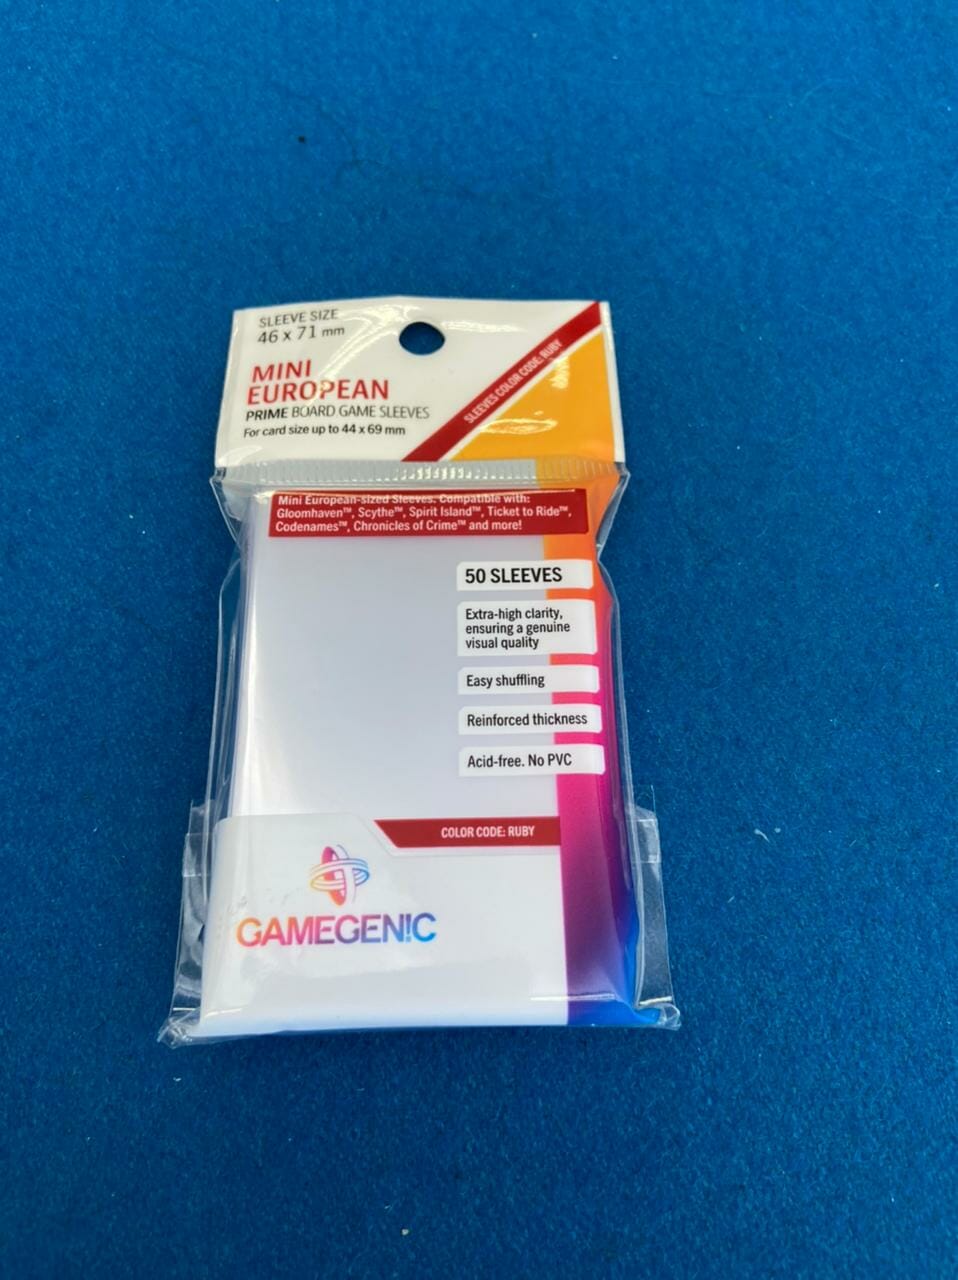 SLEEVE SIZE
46 x 71 mm
MINI
EUROPEAN
PRIME BOARD GAME SLEEVES
For card size up to 44 x 69 mm
SLEEVES COLOR CODE: RUBY
Mini European-sized Sleeves. Compatible with:
Gloomhaven™, Scythe™, Spirit Island™, Ticket to Ride™,
Codenames™, Chronicles of Crime™ and more!
50 SLEEVES
Extra-high clarity,
ensuring a genuine
visual quality
Easy shuffling
Reinforced thickness
Acid-free. No PVC
COLOR CODE: RUBY
GAMEGEN!C